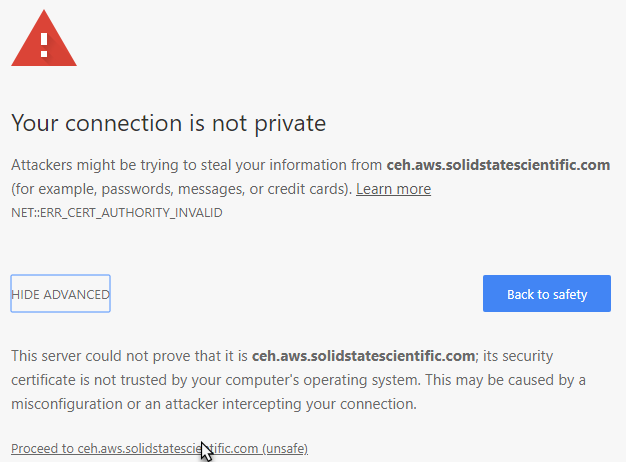 Your connection is not private
Attackers might be trying to steal your information from ceh.aws.solidstatescientific.com
(for example, passwords, messages, or credit cards). Learn more
NET::ERR_CERT_AUTHORITY_INVALID
HIDE ADVANCED
Back to safety
This server could not prove that it is ceh.aws.solidstatescientific.com; its security
certificate is not trusted by your computer's operating system. This may be caused by a
misconfiguration or an attacker intercepting your connection.
Proceed to ceh.aws.solidstatescientific.com (unsafe)